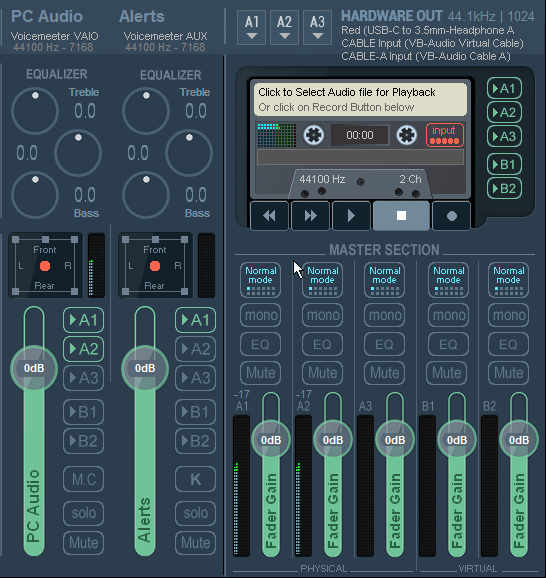 PC Audio
Voicemeeter VAIO
44100 Hz - 7168
Alerts
Voicemeeter AUX
44100 Hz - 7168
A1 A2 A3
HARDWARE OUT 44.1kHz | 1024
Red (USB-C to 3.5mm-Headphone A
CABLE Input (VB-Audio Virtual Cable)
CABLE-A Input (VB-Audio Cable A)
EQUALIZER
Treble
0.0
0.0
0.0
Bass
Front
L R
Rear
EQUALIZER
Treble
0.0
0.0
0.0
Bass
Front
L R
Rear
Click to Select Audio file for Playback
Or click on Record Button below
00:00
input
44100 Hz 2 Ch
A1
A2
A3
B1
B2
MASTER SECTION
Normal mode
Normal mode
Normal mode
Normal mode
Normal mode
mono mono mono mono mono
EQ EQ EQ EQ EQ
Mute Mute Mute Mute Mute
0dB
PC Audio
A1
A2
A3
B1
B2
M.C
solo
Mute
0dB
Alerts
A1
A2
A3
B1
B2
K
solo
Mute
-17
A1
0dB
Fader Gain
-17
A2
0dB
Fader Gain
A3
0dB
Fader Gain
B1
0dB
Fader Gain
B2
0dB
Fader Gain
PHYSICAL
VIRTUAL